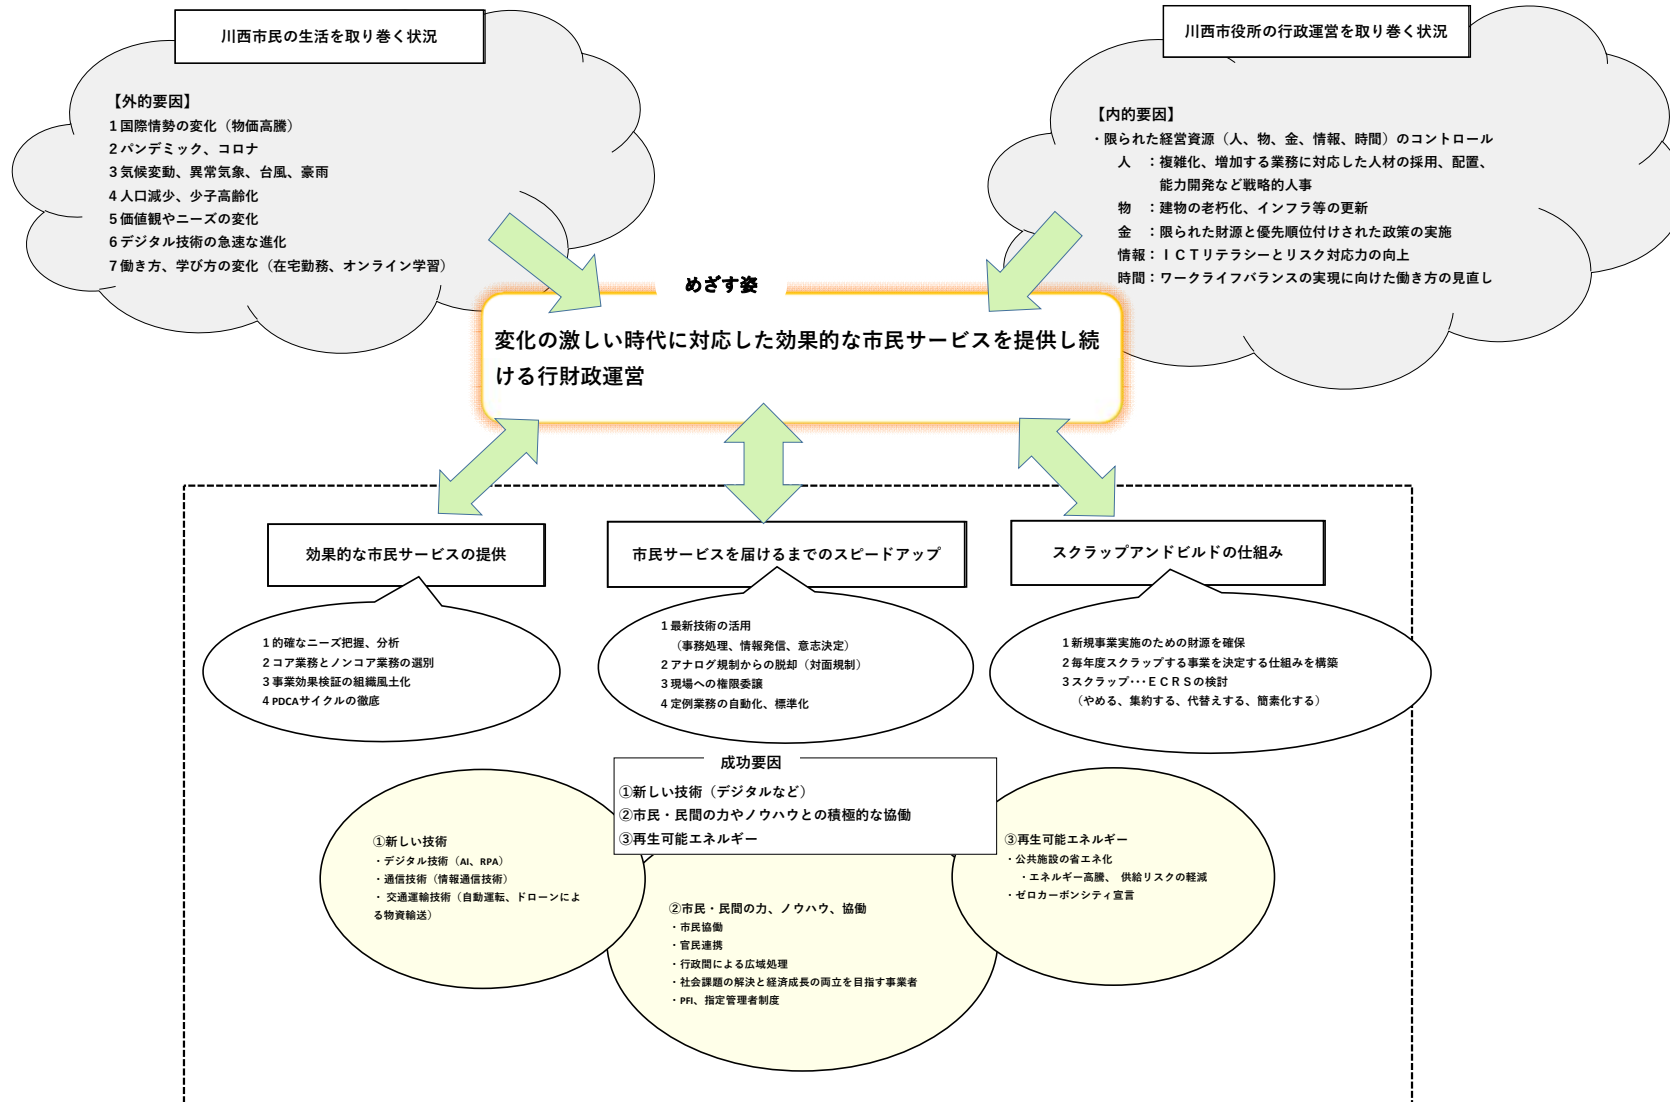 川西市民の生活を取り巻く状況
【外的要因】
1国際情勢の変化（物価高騰）
2パンデミック、コロナ
3気候変動、異常気象、台風、豪雨
4人口減少、少子高齢化
5価値観やニーズの変化
6デジタル技術の急速な進化
7働き方、学び方の変化（在宅勤務、オンライン学習）
川西市役所の行政運営を取り巻く状況
【内的要因】
・限られた経営資源（人、物、金、情報、時間）のコントロール
人　：複雑化、増加する業務に対応した人材の採用、配置、
能力開発など戦略的人事
物　：建物の老朽化、インフラ等の更新
金　：限られた財源と優先順位付けされた政策の実施
情報：ＩＣＴリテラシーとリスク対応力の向上
時間：ワークライフバランスの実現に向けた働き方の見直し
めざす姿
変化の激しい時代に対応した効果的な市民サービスを提供し続
ける行財政運営
効果的な市民サービスの提供
1的確なニーズ把握、分析
2コア業務とノンコア業務の選別
3事業効果検証の組織風土化
4PDCAサイクルの徹底
市民サービスを届けるまでのスピードアップ
1最新技術の活用
（事務処理、情報発信、意志決定）
2アナログ規制からの脱却（対面規制）
3現場への権限委譲
4定例業務の自動化、標準化
スクラップアンドビルドの仕組み
1新規事業実施のための財源を確保
2毎年度スクラップする事業を決定する仕組みを構築
3スクラップ･･･ＥＣＲＳの検討
（やめる、集約する、代替えする、簡素化する）
成功要因
①新しい技術（デジタルなど）
②市民・民間の力やノウハウとの積極的な協働
③再生可能エネルギー
①新しい技術
・デジタル技術（AI、RPA）
・通信技術（情報通信技術）
・ 交通運輸技術（自動運転、ドローンによ
る物資輸送）
②市民・民間の力、ノウハウ、協働
・市民協働
・官民連携
・行政間による広域処理
・社会課題の解決と経済成長の両立を目指す事業者
・PFI、指定管理者制度
③再生可能エネルギー
・公共施設の省エネ化
・エネルギー高騰、 供給リスクの軽減
・ゼロカーボンシティ宣言